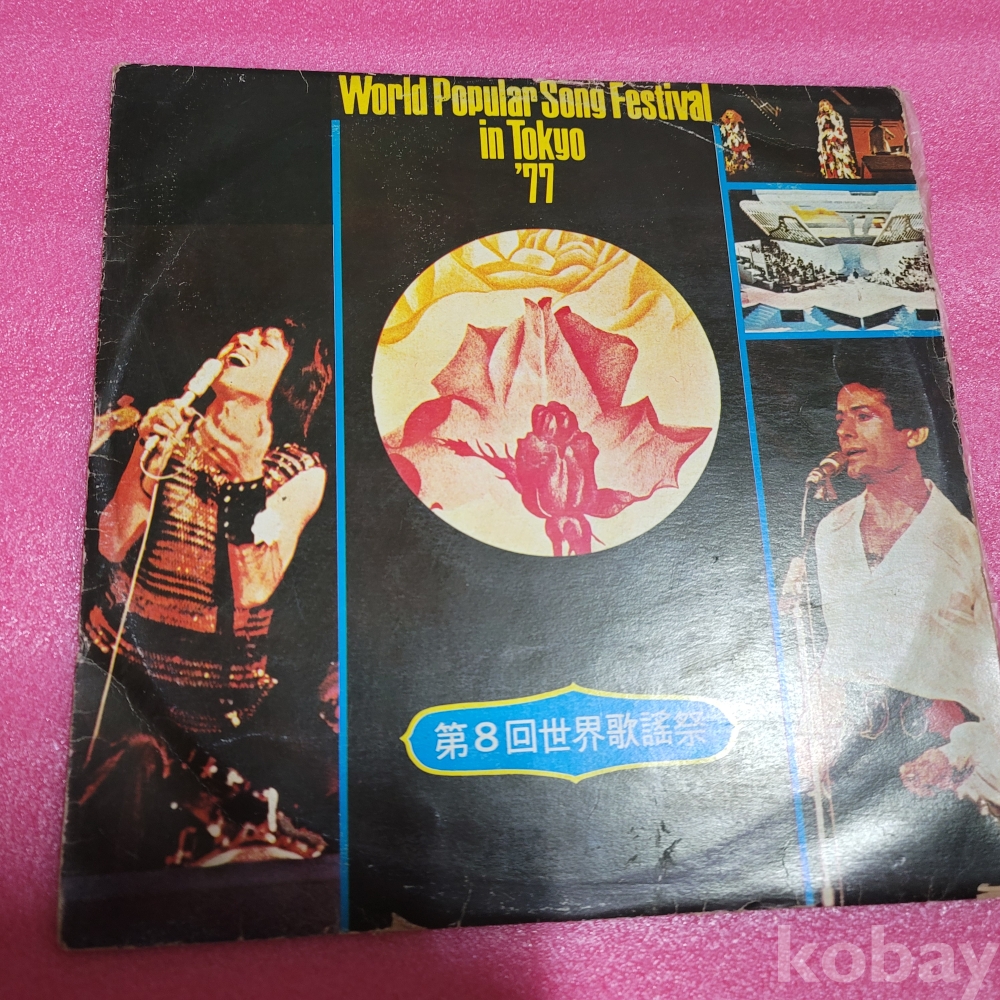 World Popular Song Festival
in Tokyo
'77
第8回世界歌謡祭
kobay